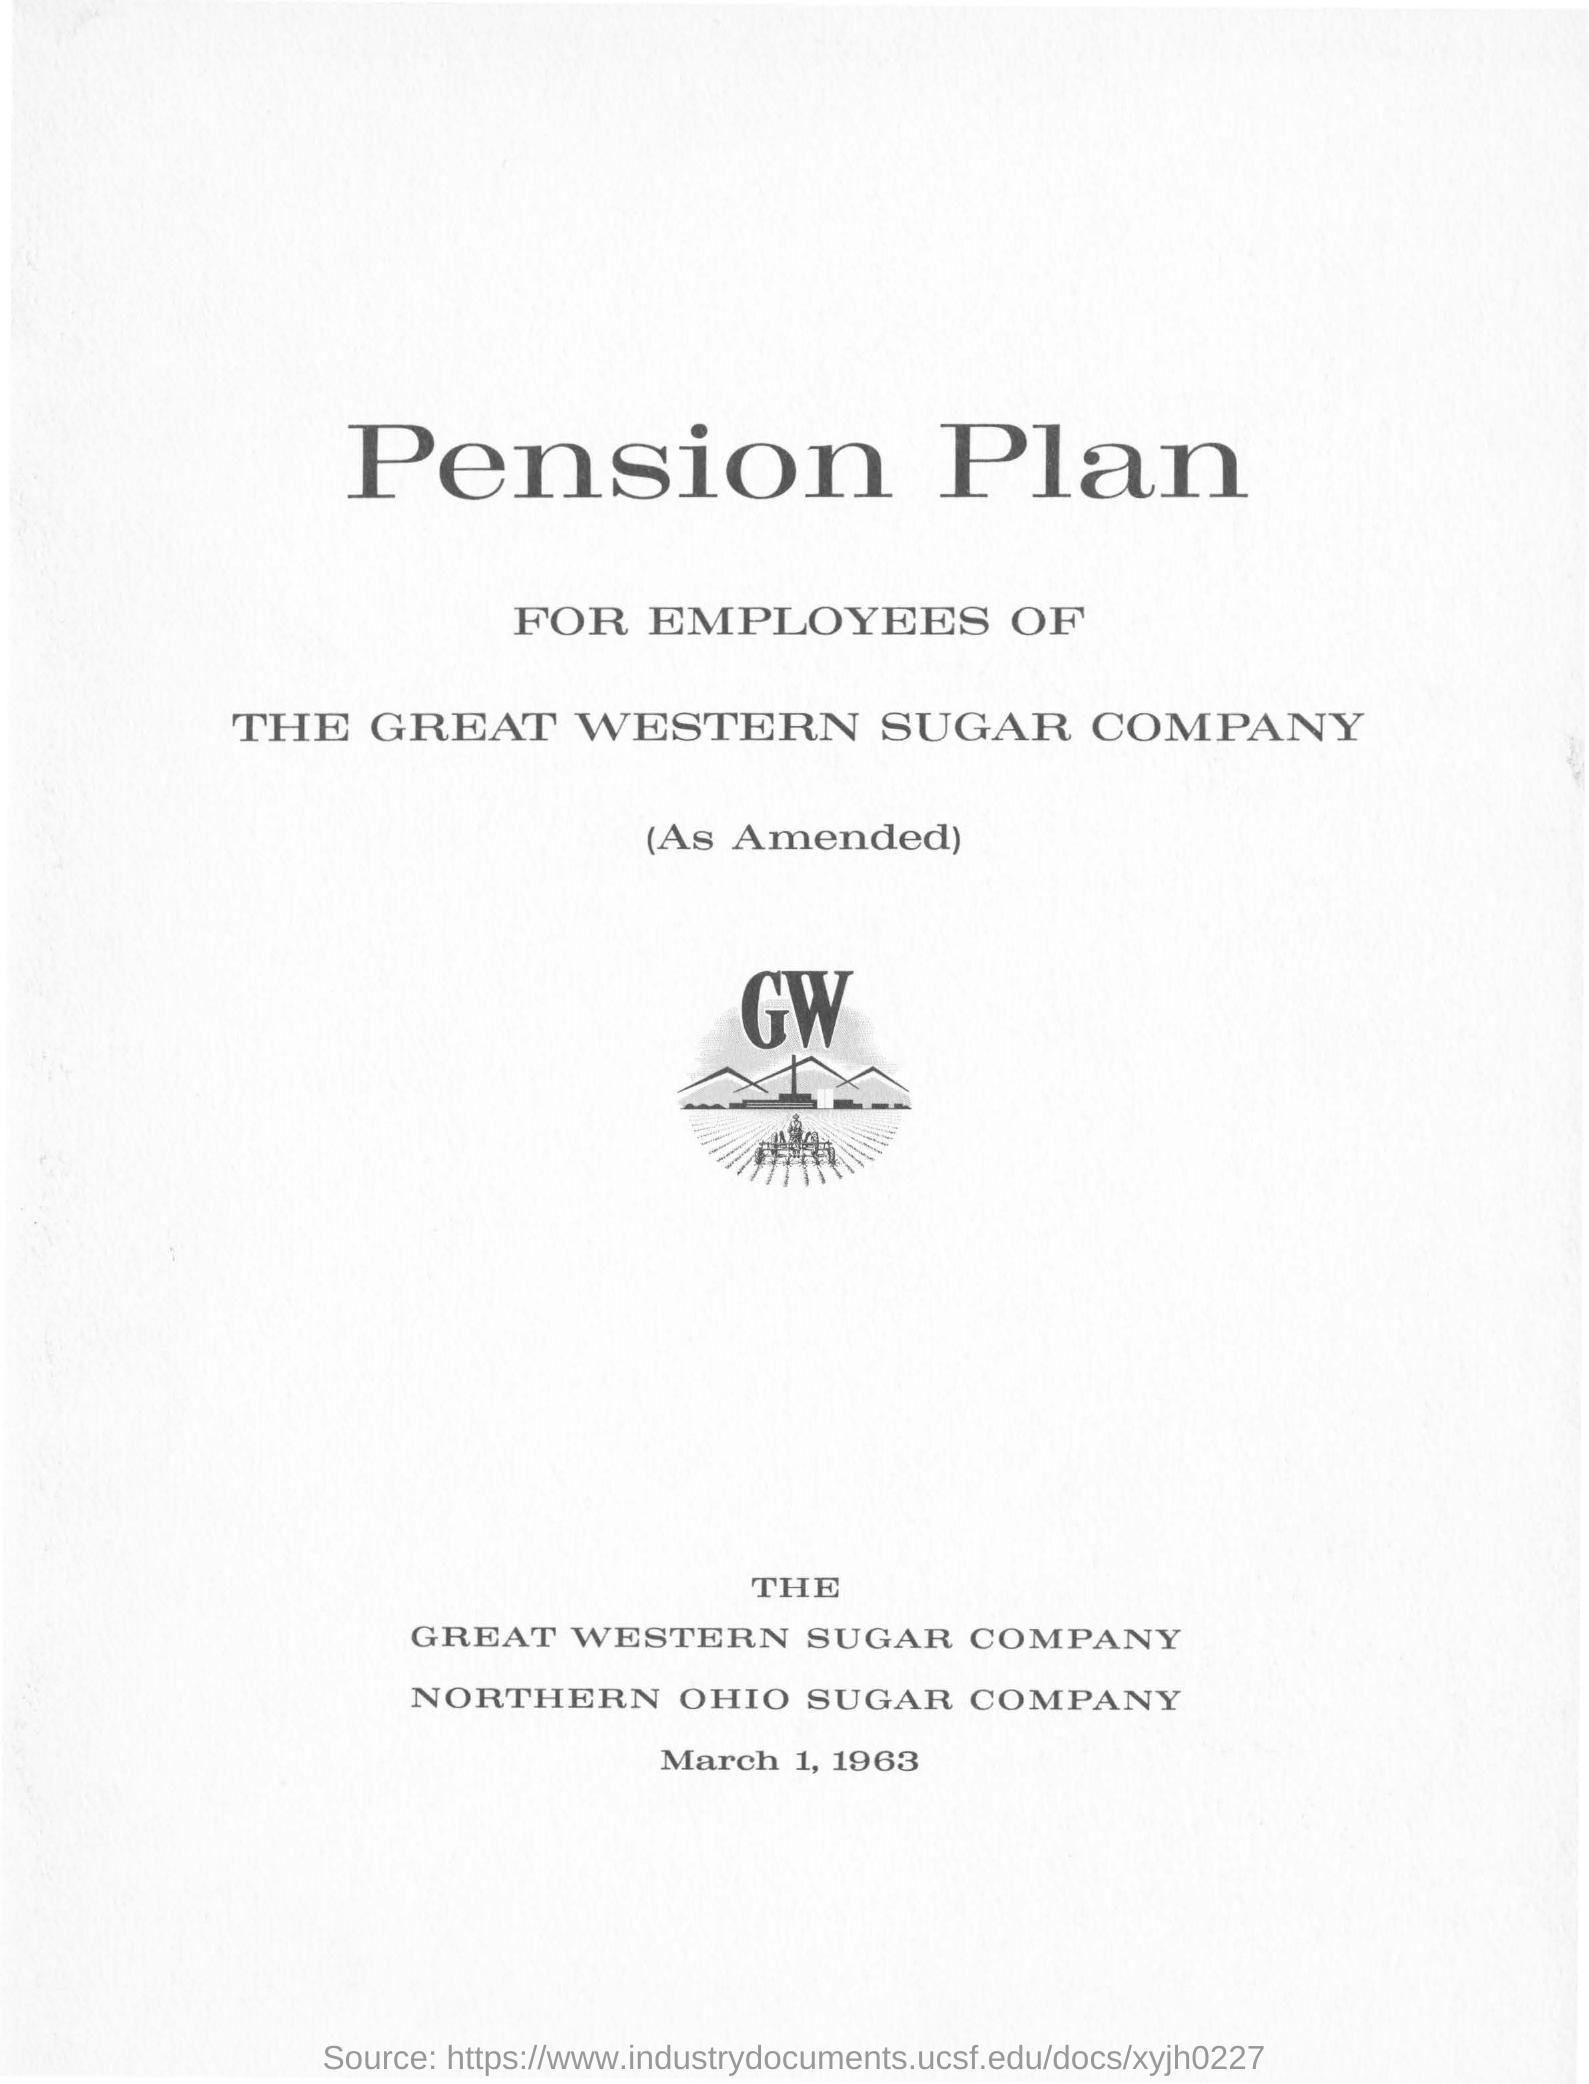 Pension Plan
FOR EMPLOYEES OF
THE GREAT WESTERN SUGAR COMPANY
(As Amended)
GW
THE
GREAT WESTERN SUGAR COMPANY
NORTHERN OHIO SUGAR COMPANY
March 1, 1963
Source: https://www.industrydocuments.ucsf.edu/docs/xyjh0227